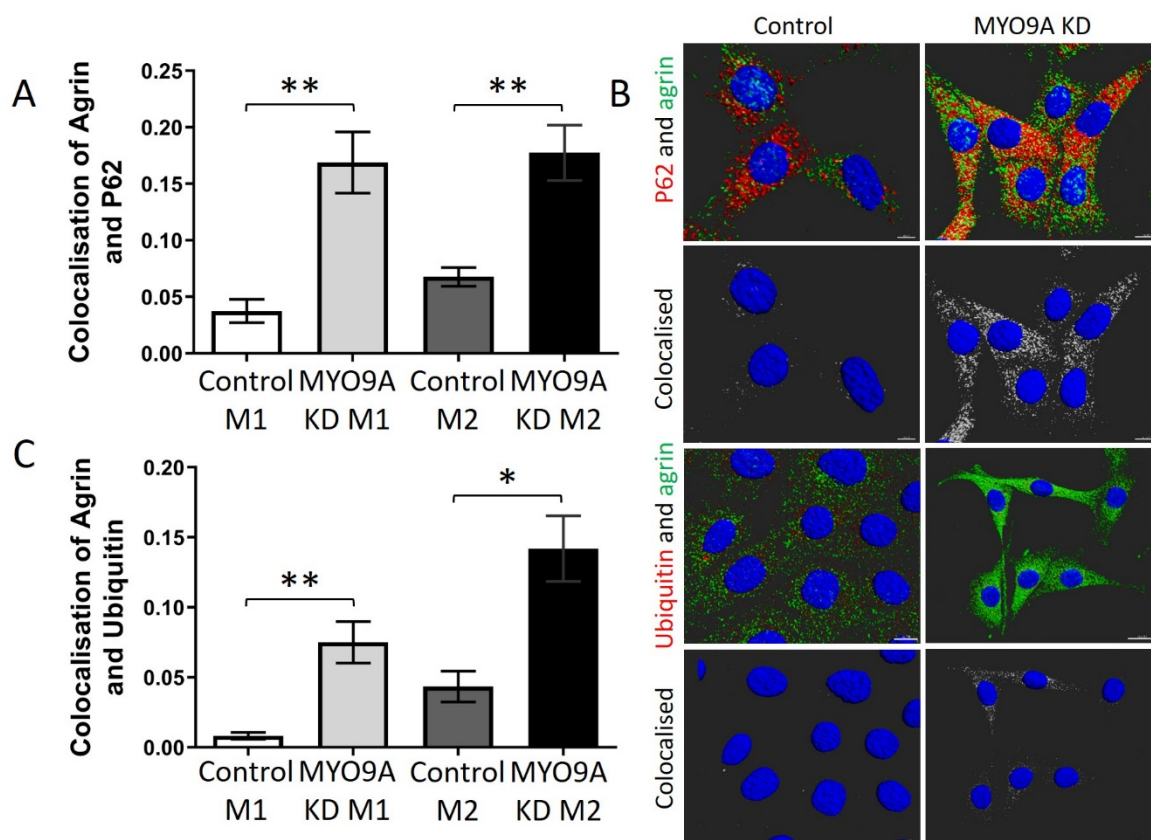 A
Colocalisation of Agrin
and P62
0.25
0.20
0.15
0.10
0.05
0.00
**
**
Control MYO9A Control MYO9A
M1 KD M1 M2 KD M2
C
Colocalisation of Agrin
and Ubiquitin
0.20
0.15
0.10
0.05
0.00
**
*
Control MYO9A Control MYO9A
M1 KD M1 M2 KD M2
B
Control MYO9A KD
P62 and agrin
Colocalised
Ubiquitin and agrin
Colocalised